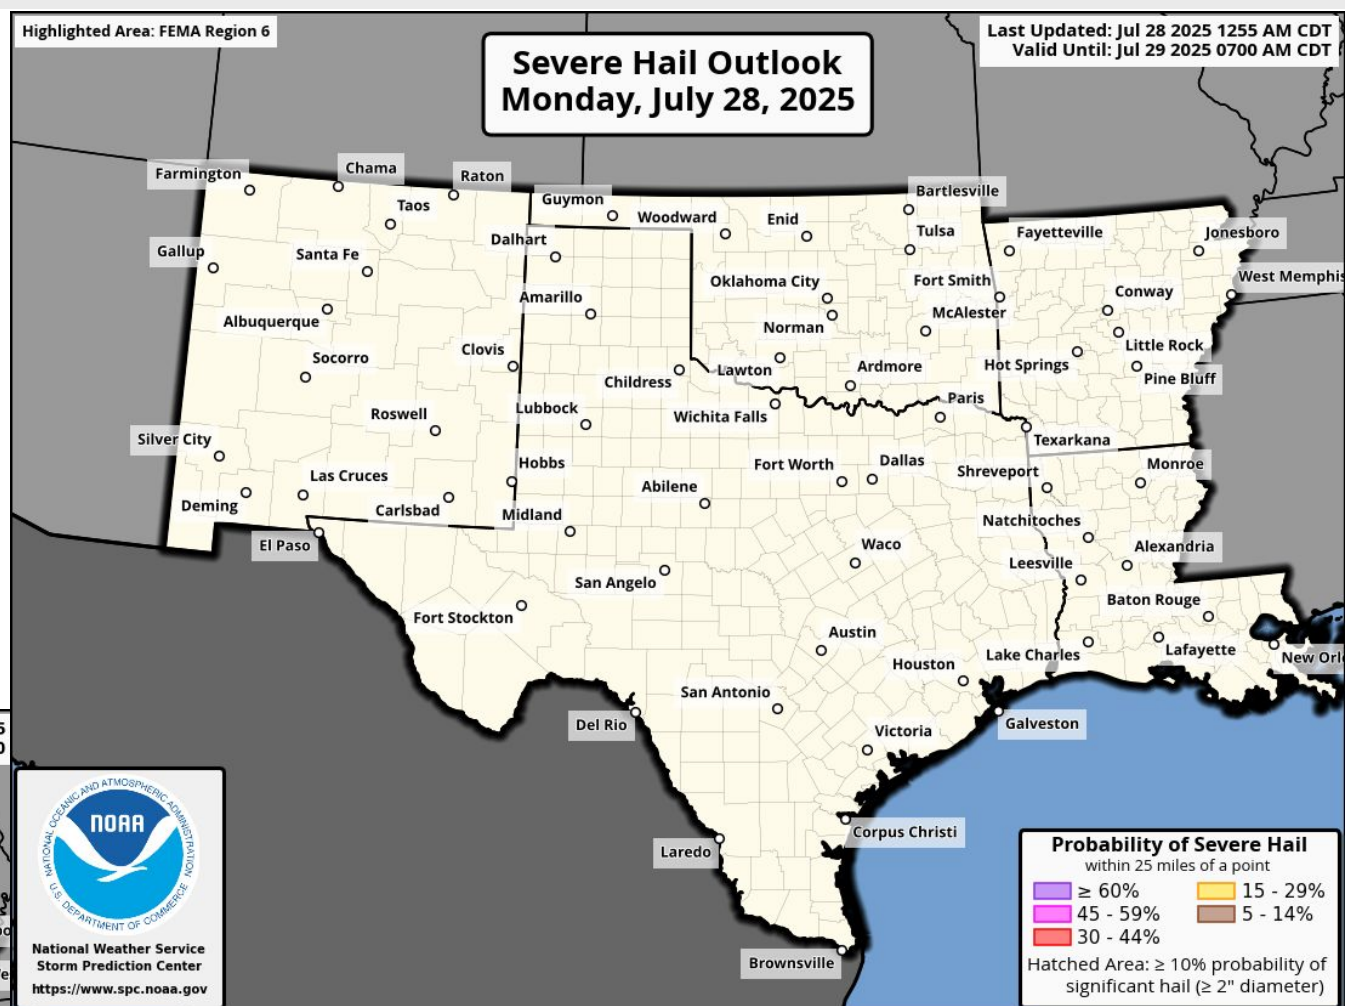 Highlighted Area: FEMA Region 6
Last Updated: Jul 28 2025 1255 AM CDT
Valid Until: Jul 29 2025 0700 AM CDT
Severe Hail Outlook
Monday, July 28, 2025
Farmington
Chama
Raton
Guymon
Bartlesville
Taos
Woodward
Enid
Tulsa
Fayetteville
Jonesboro
Gallup
Santa Fe
Dalhart
Oklahoma City
Fort Smith
West Memphis
Amarillo
Conway
Albuquerque
Norman
McAlester
Little Rock
Socorro
Clovis
Childress
Lawton
Ardmore
Hot Springs
Pine Bluff
Roswell
Lubbock
Wichita Falls
Paris
Silver City
Texarkana
Las Cruces
Hobbs
Fort Worth
Dallas
Shreveport
Monroe
Deming
Carlsbad
Midland
Abilene
Natchitoches
El Paso
Waco
Alexandria
San Angelo
Leesville
Fort Stockton
Baton Rouge
Austin
Lake Charles
Lafayette
New Orl
Houston
San Antonio
Del Rio
Victoria
Galveston
Corpus Christi
Laredo
Brownsville
5
0
NATIONAL OCEANIC AND ATMOSPHERIC ADMINISTRATION
NOAA
U.S. DEPARTMENT OF COMMERCE
National Weather Service
Storm Prediction Center
https://www.spc.noaa.gov
Probability of Severe Hail
within 25 miles of a point
≥ 60%
15 - 29%
45 - 59%
5 - 14%
30 - 44%
Hatched Area: ≥ 10% probability of
significant hail (≥ 2" diameter)